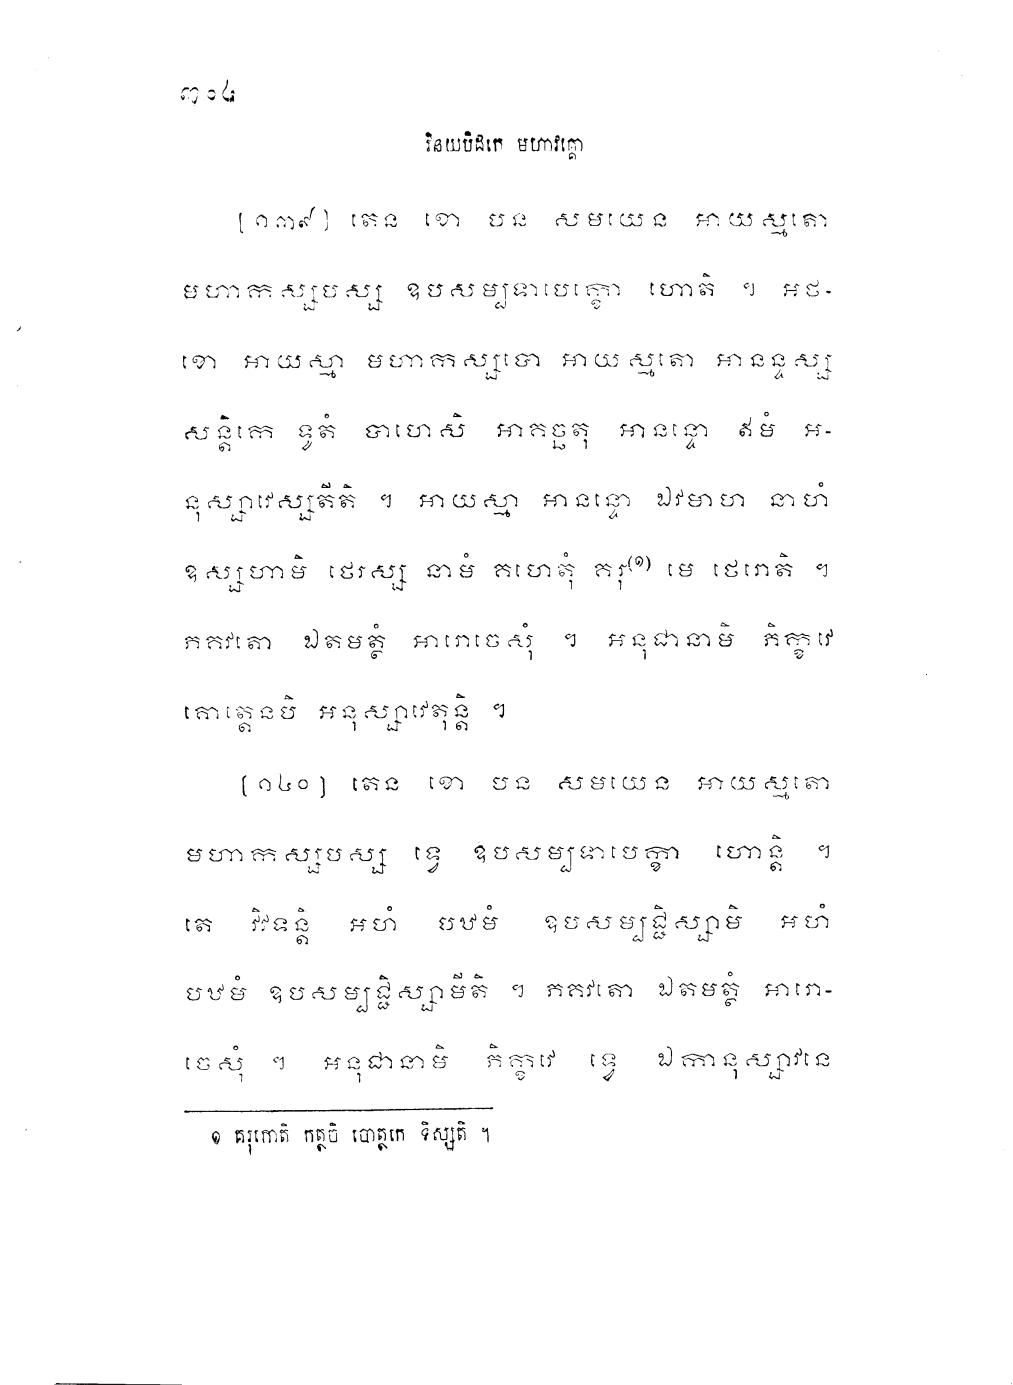 ៣០៤
វិនយបិដកេ មហាវគ្គោ
[១៣៩] តេន ខោ បន សមយេន អាយស្មតោ
មហាកស្សបស្ស ឧបសម្បទាបេក្ខោ ហោតិ ។ អថ-
ខោ អាយស្មា មហាកស្សបោ អាយស្មតោ អានន្ទស្ស
សន្តិកេ ទូតំ បាហេសិ អាគច្ឆតុ អានន្ទោ ឥមំ អ-
នុស្សាវេស្សតីតិ ។ អាយស្មា អានន្ទោ ឯវមាហ នាហំ
ឧស្សហាមិ ថេរស្ស នាមំ គហេតុំ គរុ(១) មេ ថេរោតិ ។
ភគវតោ ឯតមត្ថំ អារោចេសុំ ។ អនុជានាមិ ភិក្ខវេ
គោត្តេនបិ អនុស្សាវេតុន្តិ ។
[១៤០] តេន ខោ បន សមយេន អាយស្មតោ
មហាកស្សបស្ស ទ្វេ ឧបសម្បទាបេក្ខា ហោន្តិ ។
តេ វិវទន្តិ អហំ បឋមំ ឧបសម្បជ្ជិស្សាមិ អហំ
បឋមំ ឧបសម្បជ្ជិស្សាមីតិ ។ ភគវតោ ឯតមត្ថំ អារោ-
ចេសុំ ។ អនុជានាមិ ភិក្ខវេ ទ្វេ ឯកានុស្សាវនេ
១ គរុកោតិ កត្ថចិ បោត្ថកេ ទិស្សតិ ។